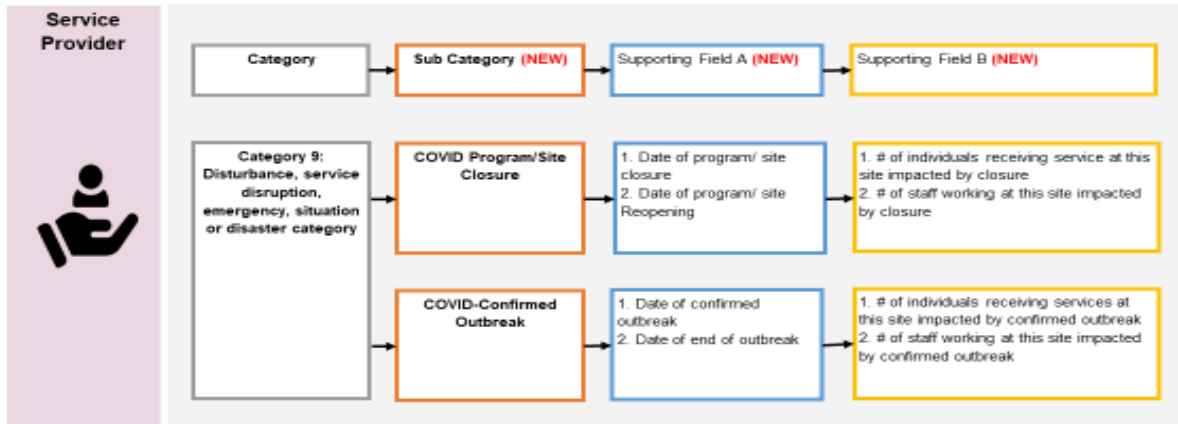 Service
Provider
Category
Sub Category (NEW)
Supporting Field A (NEW)
Supporting Field B (NEW)
Category 9:
Disturbance, service
disruption,
emergency, situation
or disaster category
COVID Program/Site
Closure
1. Date of program/ site
closure
2. Date of program/ site
Reopening
1. # of individuals receiving service at this
site impacted by closure
2. # of staff working at this site impacted
by closure
COVID-Confirmed
Outbreak
1. Date of confirmed
outbreak
2. Date of end of outbreak
1. # of individuals receiving services at
this site impacted by confirmed outbreak
2. # of staff working at this site impacted
by confirmed outbreak